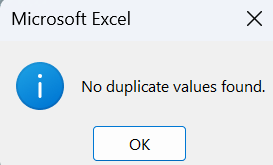 Microsoft Excel
No duplicate values found.
OK